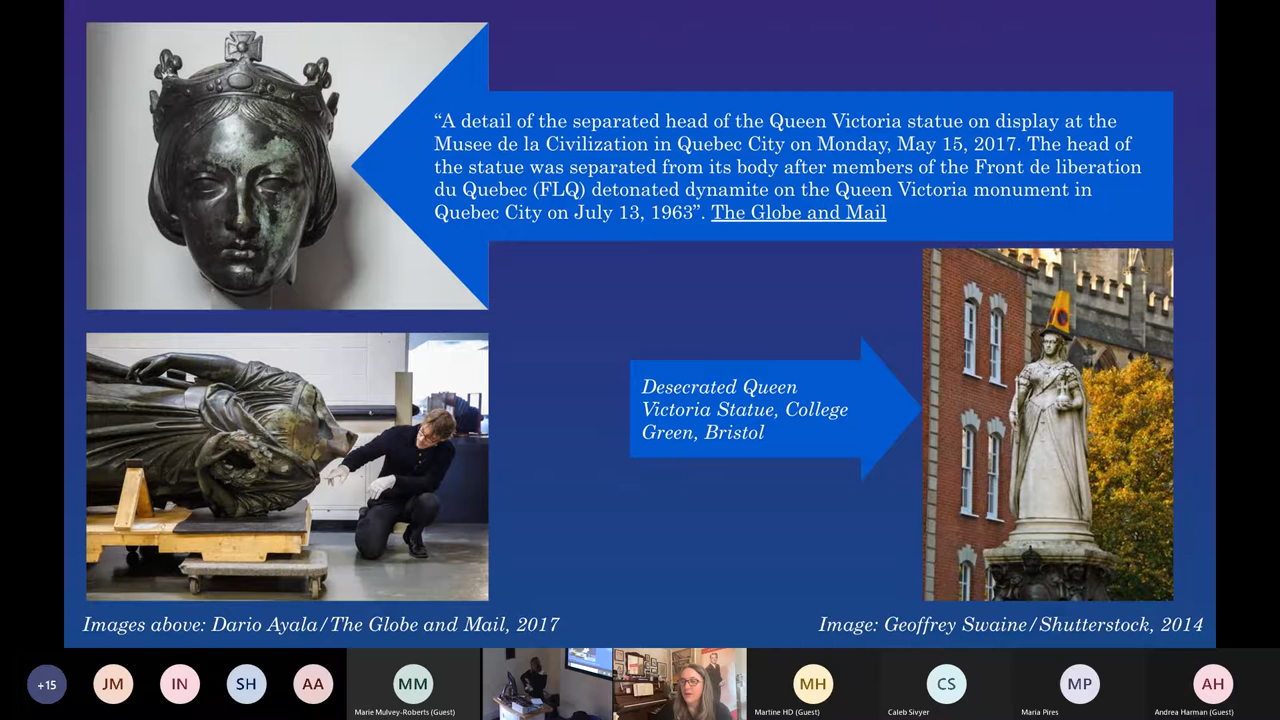 “A detail of the separated head of the Queen Victoria statue on display at the
Musee de la Civilization in Quebec City on Monday, May 15, 2017. The head of
the statue was separated from its body after members of the Front de liberation
du Quebec (FLQ) detonated dynamite on the Queen Victoria monument in
Quebec City on July 13, 1963”. The Globe and Mail
Desecrated Queen
Victoria Statue, College
Green, Bristol
Images above: Dario Ayala/The Globe and Mail, 2017
Image: Geoffrey Swaine/Shutterstock, 2014
+15
JM
IN
SH
AA
MM
Marie Mulvey-Roberts (Guest)
MH
Martine HD (Guest)
CS
Caleb Sivyer
MP
Maria Pires
AH
Andrea Harman (Guest)